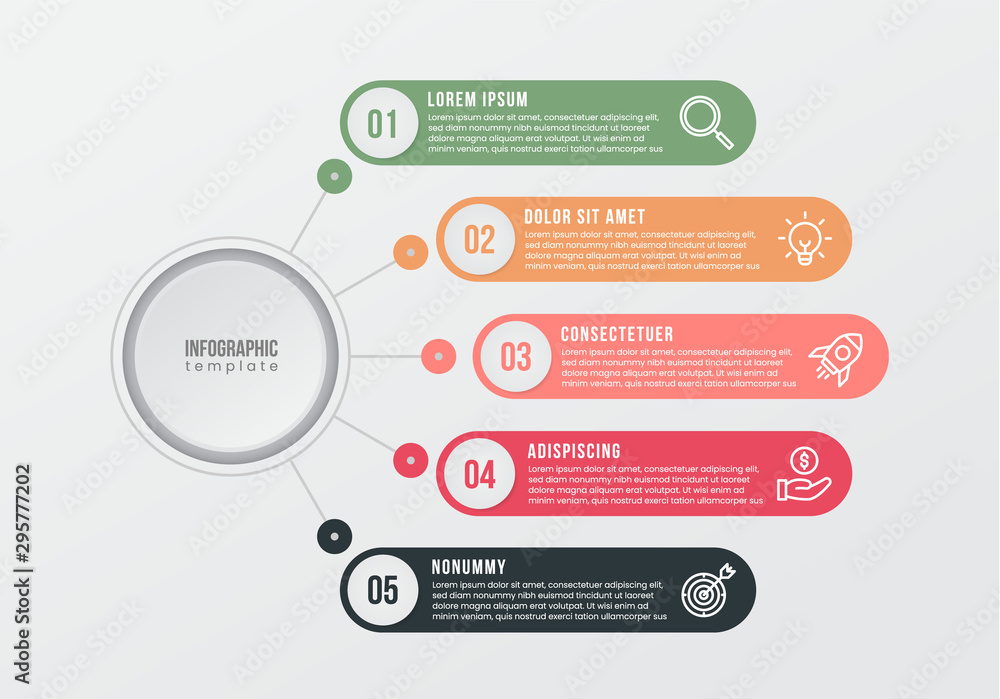 INFOGRAPHIC
template
01
LOREM IPSUM
Lorem ipsum dolor sit amet, consectetuer adipiscing elit,
sed diam nonummy nibh euismod tincidunt ut laoreet
dolore magna aliquam erat volutpat. Ut wisi enim ad
minim veniam, quis nostrud exerci tation ullamcorper suscipit
02
DOLOR SIT AMET
Lorem ipsum dolor sit amet, consectetuer adipiscing elit,
sed diam nonummy nibh euismod tincidunt ut laoreet
dolore magna aliquam erat volutpat. Ut wisi enim ad
minim veniam, quis nostrud exerci tation ullamcorper suscipit
03
CONSECTETUER
Lorem ipsum dolor sit amet, consectetuer adipiscing elit,
sed diam nonummy nibh euismod tincidunt ut laoreet
dolore magna aliquam erat volutpat. Ut wisi enim ad
minim veniam, quis nostrud exerci tation ullamcorper suscipit
04
ADISPISCING
$
Lorem ipsum dolor sit amet, consectetuer adipiscing elit,
sed diam nonummy nibh euismod tincidunt ut laoreet
dolore magna aliquam erat volutpat. Ut wisi enim ad
minim veniam, quis nostrud exerci tation ullamcorper suscipit
05
NONUMMY
Lorem ipsum dolor sit amet, consectetuer adipiscing elit,
sed diam nonummy nibh euismod tincidunt ut laoreet
dolore magna aliquam erat volutpat. Ut wisi enim ad
minim veniam, quis nostrud exerci tation ullamcorper suscipit
Adobe Stock | #295777202